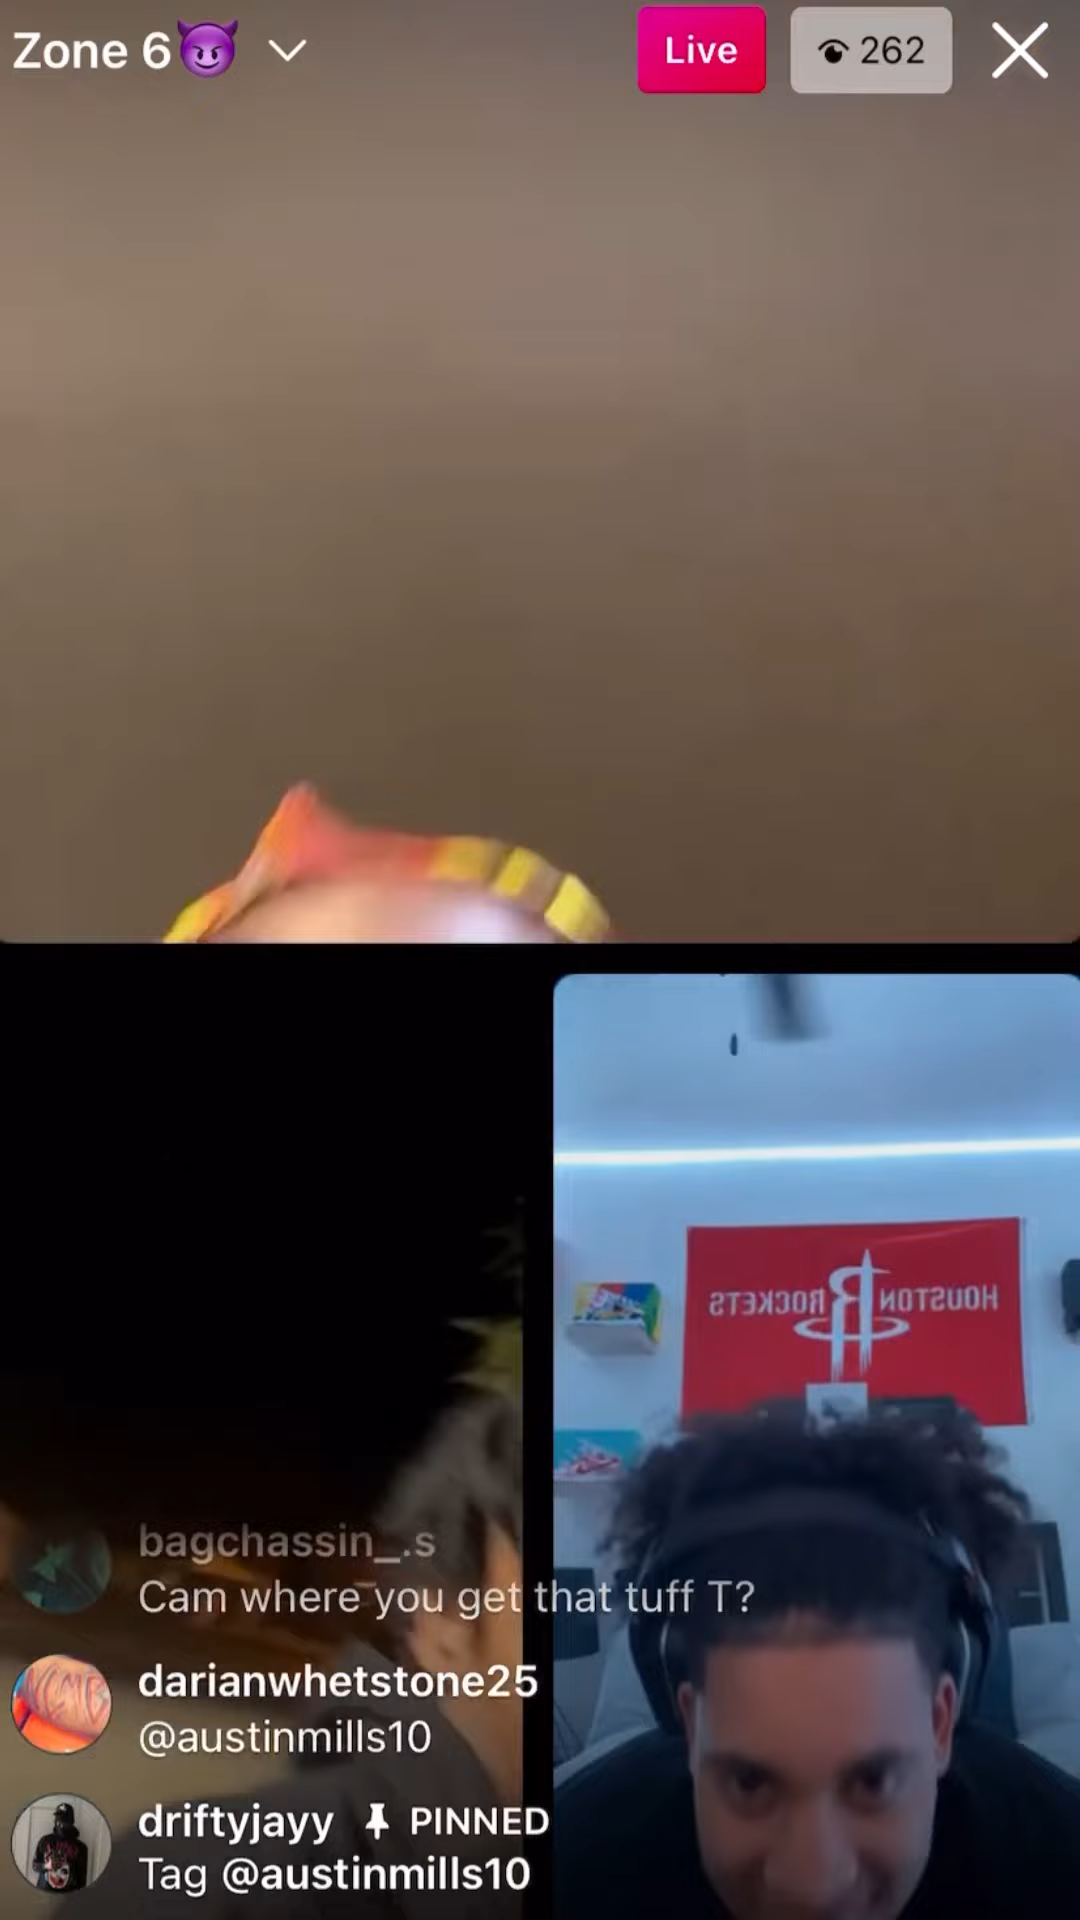 Zone 6😈
Live
262
HOUSTON ROCKETS
bagchassin_.s
Cam where you get that tuff T?
darianwhetstone25
@austinmills10
driftyjayy PINNED
Tag @austinmills10